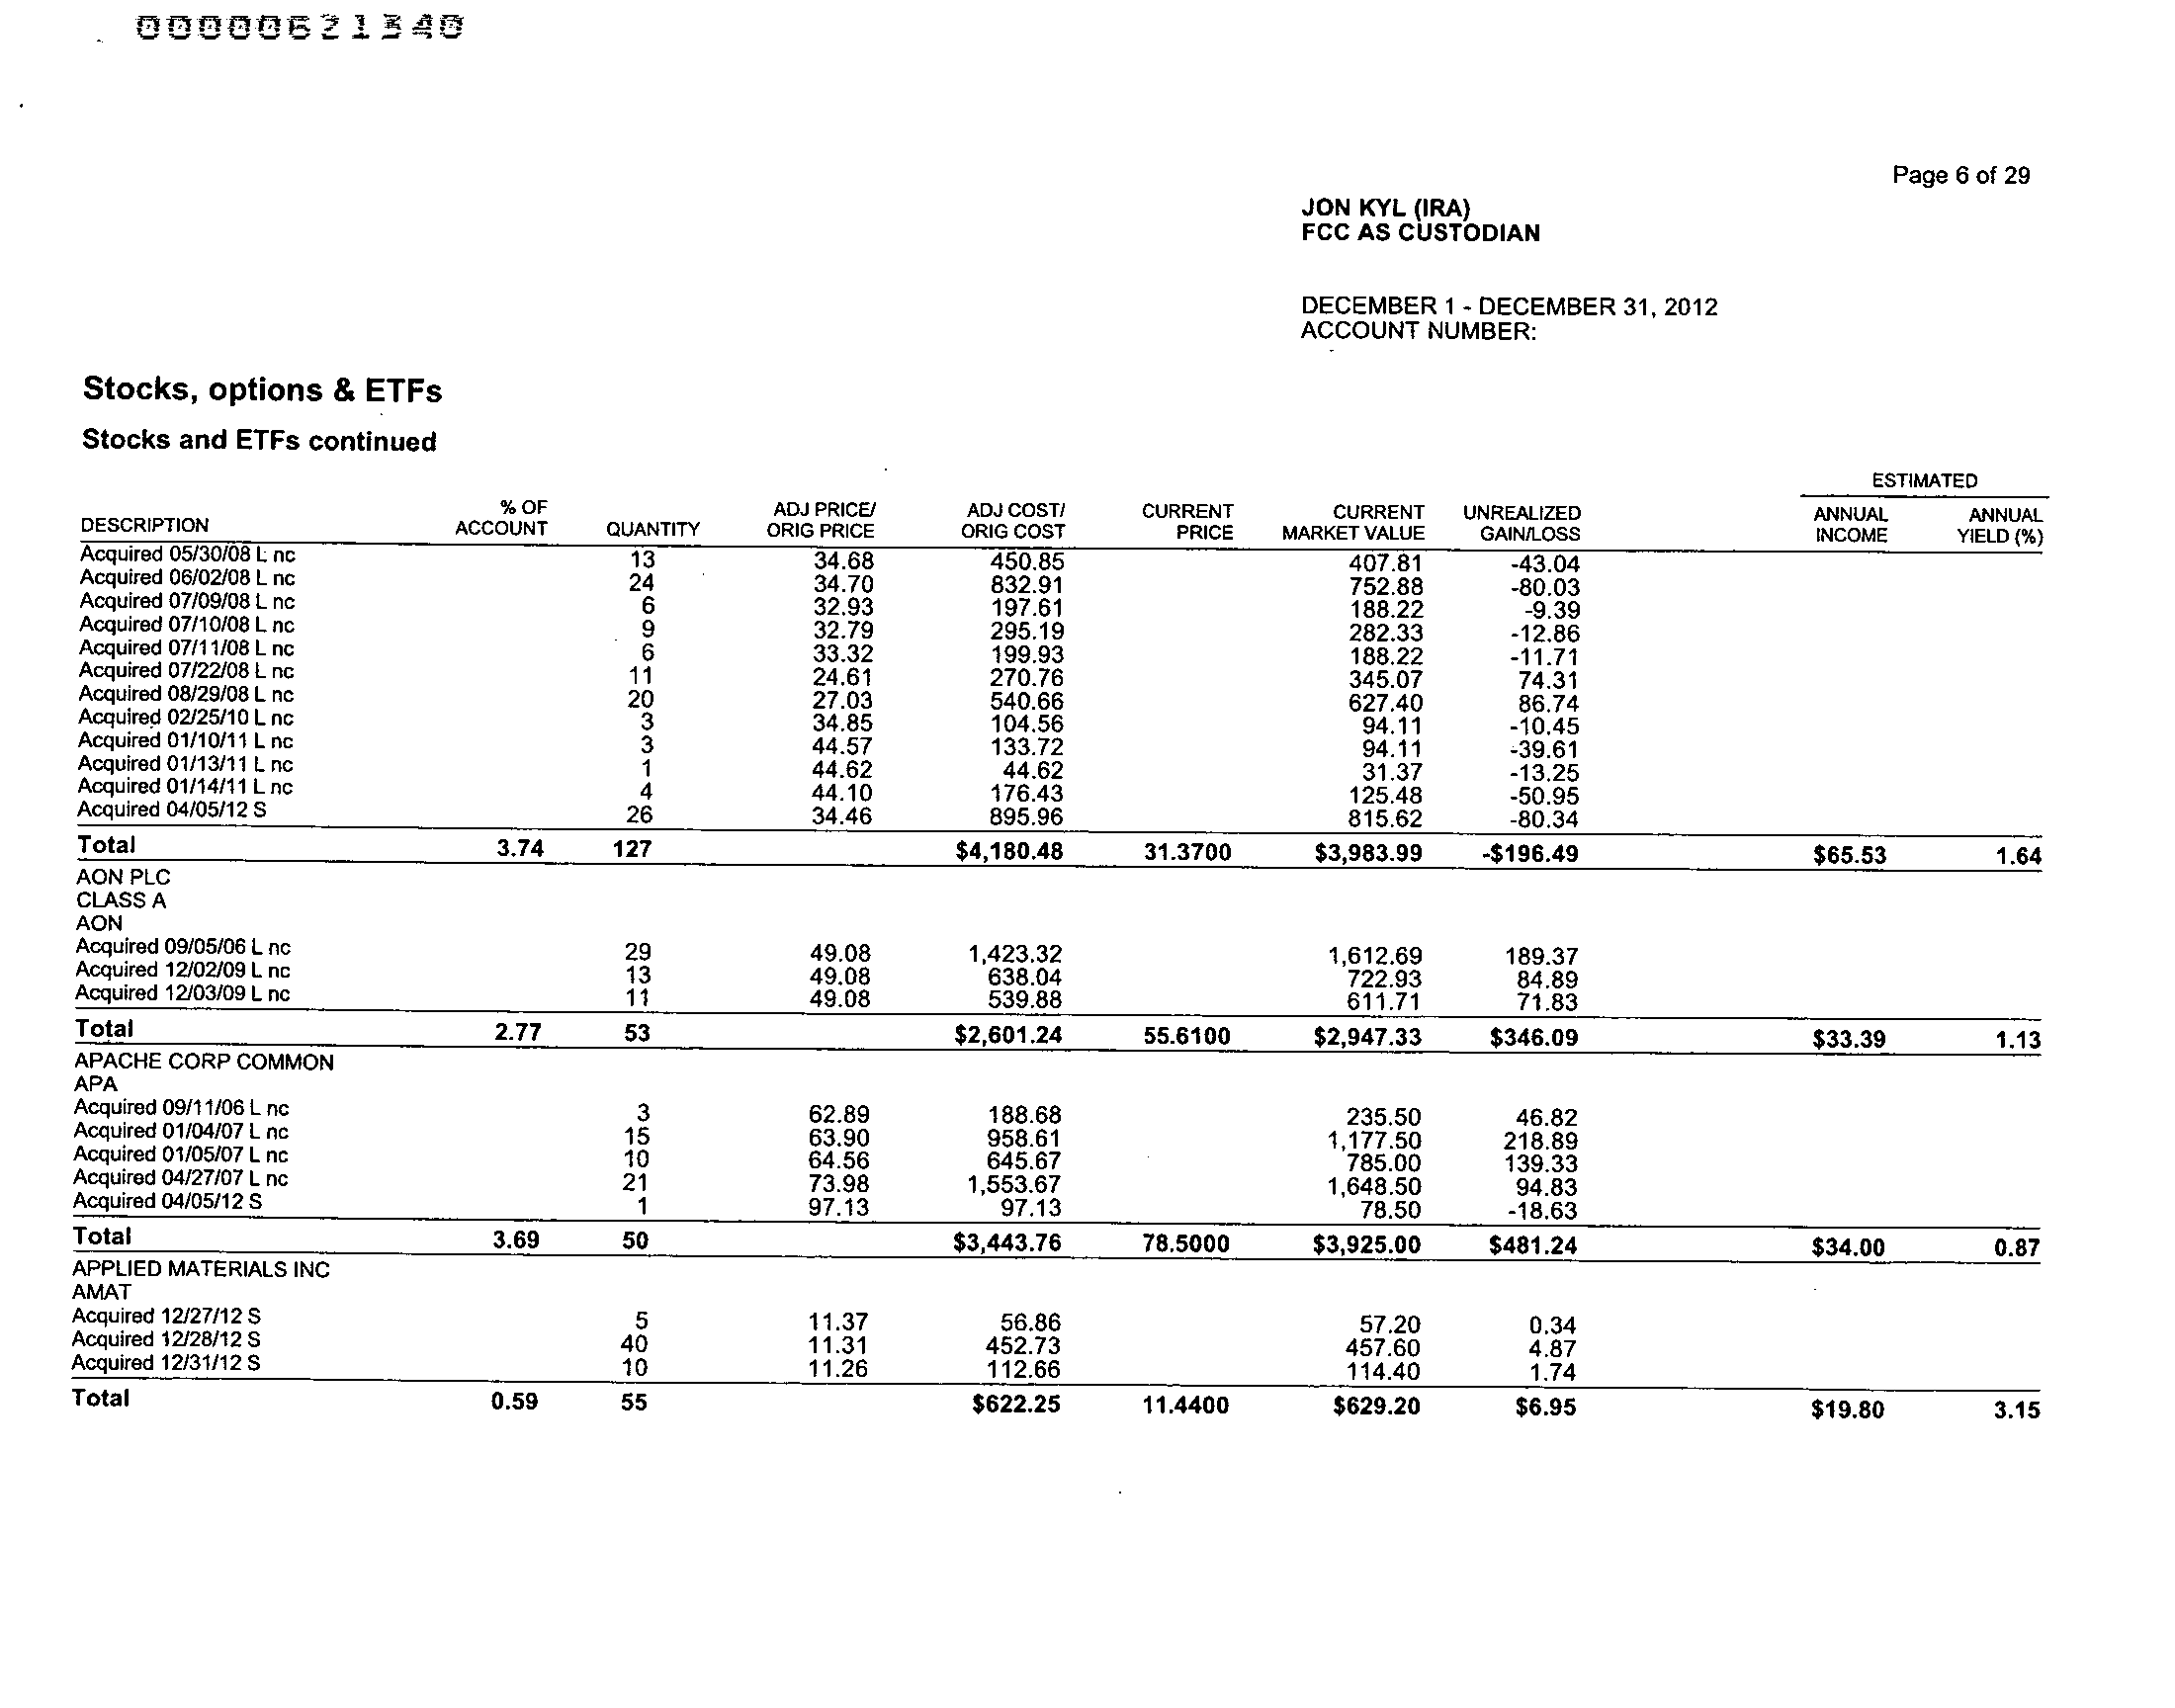 00000621340
Page 6 of 29
JON KYL (IRA)
FCC AS CUSTODIAN
DECEMBER 1 - DECEMBER 31, 2012
ACCOUNT NUMBER:
Stocks, options & ETFs
Stocks and ETFs continued
ESTIMATED
DESCRIPTION % OF ACCOUNT QUANTITY ADJ PRICE/ ORIG PRICE ADJ COST/ ORIG COST CURRENT PRICE CURRENT MARKET VALUE UNREALIZED GAIN/LOSS ANNUAL INCOME ANNUAL YIELD (%)
Acquired 05/30/08 L nc 13 34.68 450.85 407.81 -43.04
Acquired 06/02/08 L nc 24 34.70 832.91 752.88 -80.03
Acquired 07/09/08 L nc 6 32.93 197.61 188.22 -9.39
Acquired 07/10/08 L nc 9 32.79 295.19 282.33 -12.86
Acquired 07/11/08 L nc 6 33.32 199.93 188.22 -11.71
Acquired 07/22/08 L nc 11 24.61 270.76 345.07 74.31
Acquired 08/29/08 L nc 20 27.03 540.66 627.40 86.74
Acquired 02/25/10 L nc 3 34.85 104.56 94.11 -10.45
Acquired 01/10/11 L nc 3 44.57 133.72 94.11 -39.61
Acquired 01/13/11 L nc 1 44.62 44.62 31.37 -13.25
Acquired 01/14/11 L nc 4 44.10 176.43 125.48 -50.95
Acquired 04/05/12 S 26 34.46 895.96 815.62 -80.34
Total 3.74 127 $4,180.48 31.3700 $3,983.99 -$196.49 $65.53 1.64
AON PLC
CLASS A
AON
Acquired 09/05/06 L nc 29 49.08 1,423.32 1,612.69 189.37
Acquired 12/02/09 L nc 13 49.08 638.04 722.93 84.89
Acquired 12/03/09 L nc 11 49.08 539.88 611.71 71.83
Total 2.77 53 $2,601.24 55.6100 $2,947.33 $346.09 $33.39 1.13
APACHE CORP COMMON
APA
Acquired 09/11/06 L nc 3 62.89 188.68 235.50 46.82
Acquired 01/04/07 L nc 15 63.90 958.61 1,177.50 218.89
Acquired 01/05/07 L nc 10 64.56 645.67 785.00 139.33
Acquired 04/27/07 L nc 21 73.98 1,553.67 1,648.50 94.83
Acquired 04/05/12 S 1 97.13 97.13 78.50 -18.63
Total 3.69 50 $3,443.76 78.5000 $3,925.00 $481.24 $34.00 0.87
APPLIED MATERIALS INC
AMAT
Acquired 12/27/12 S 5 11.37 56.86 57.20 0.34
Acquired 12/28/12 S 40 11.31 452.73 457.60 4.87
Acquired 12/31/12 S 10 11.26 112.66 114.40 1.74
Total 0.59 55 $622.25 11.4400 $629.20 $6.95 $19.80 3.15